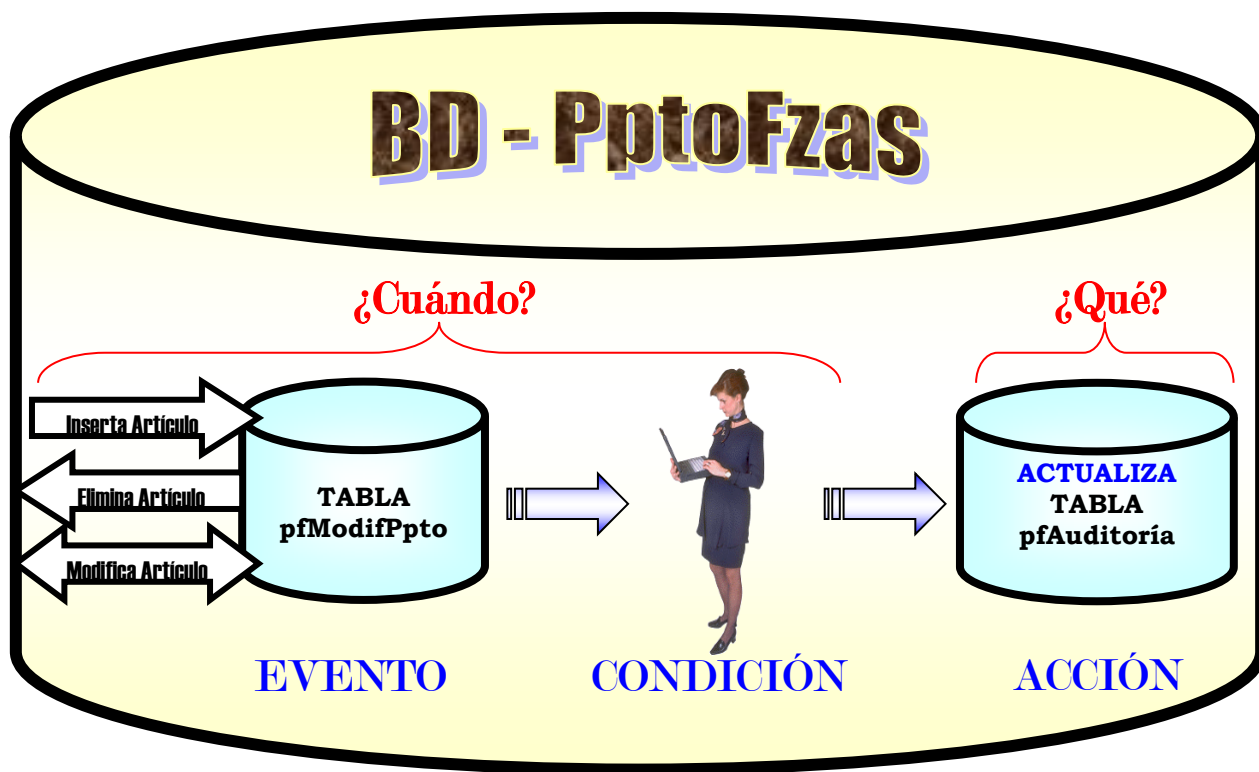 BD - PptoFzas
¿Cuándo?
¿Qué?
Inserta Artículo
Elimina Artículo
Modifica Artículo
TABLA
pfModifPpto
ACTUALIZA
TABLA
pfAuditoría
EVENTO
CONDICIÓN
ACCIÓN